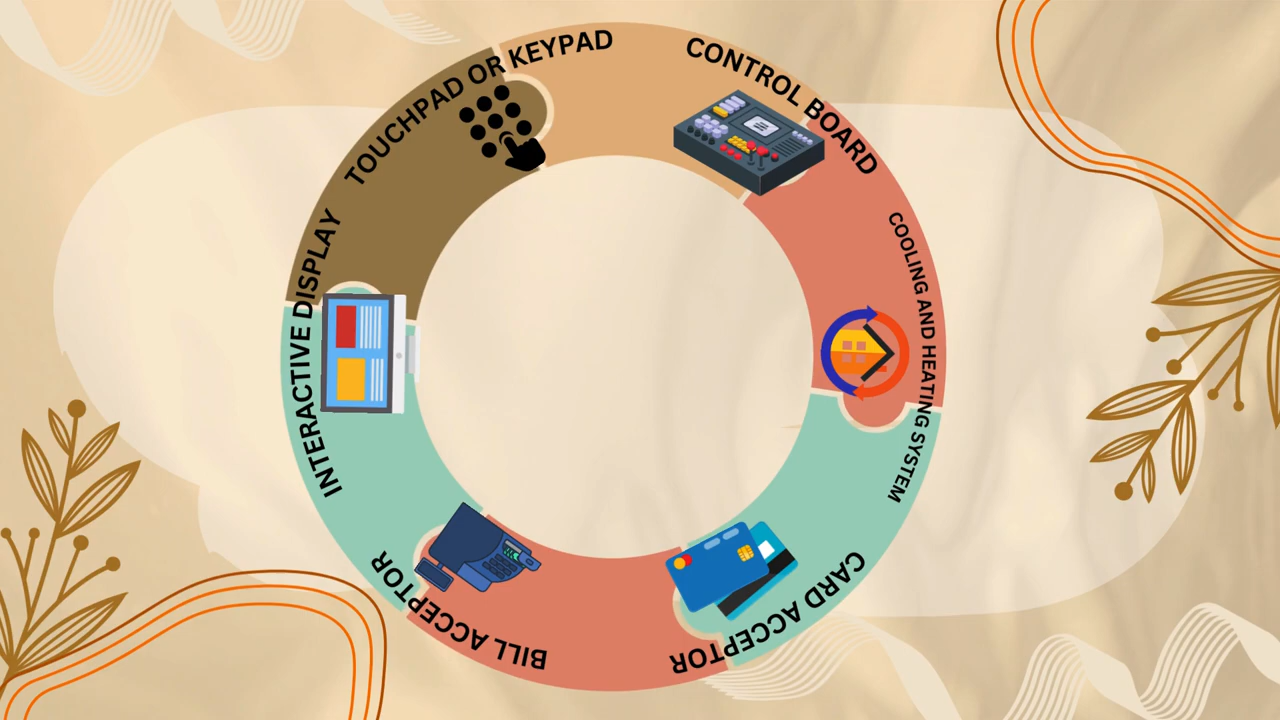 TOUCHPAD OR KEYPAD
CONTROL BOARD
COOLING AND HEATING SYSTEM
CARD ACCEPTOR
BILL ACCEPTOR
INTERACTIVE DISPLAY